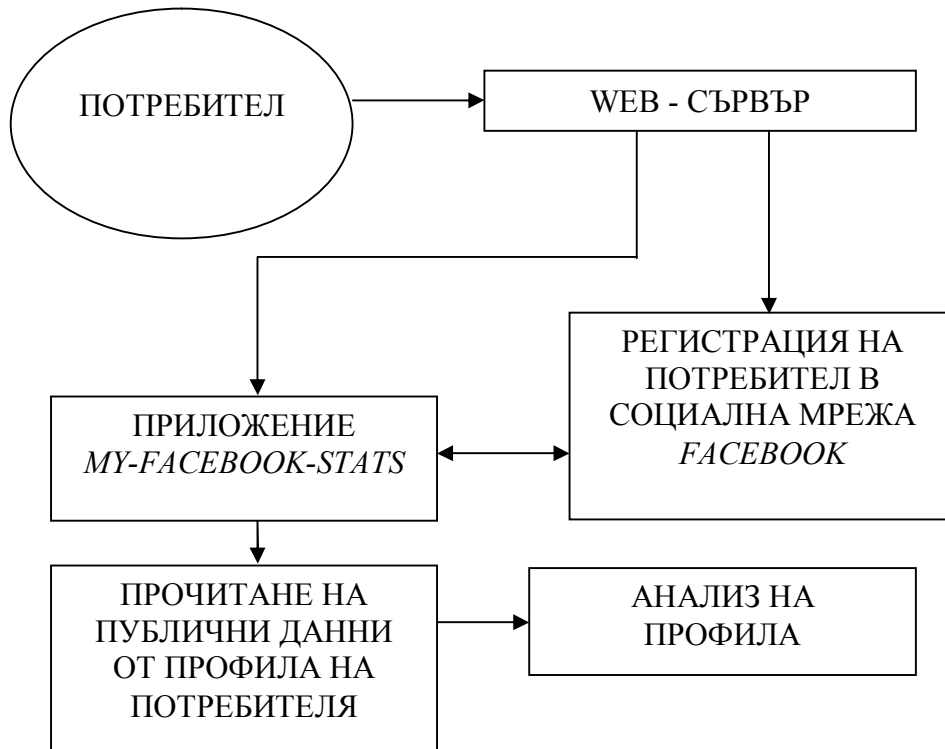 ПОТРЕБИТЕЛ
WEB - СЪРВЪР
РЕГИСТРАЦИЯ НА
ПОТРЕБИТЕЛ В
СОЦИАЛНА МРЕЖА
FACEBOOK
ПРИЛОЖЕНИЕ
MY-FACEBOOK-STATS
ПРОЧИТАНЕ НА
ПУБЛИЧНИ ДАННИ
ОТ ПРОФИЛА НА
ПОТРЕБИТЕЛЯ
АНАЛИЗ НА
ПРОФИЛА